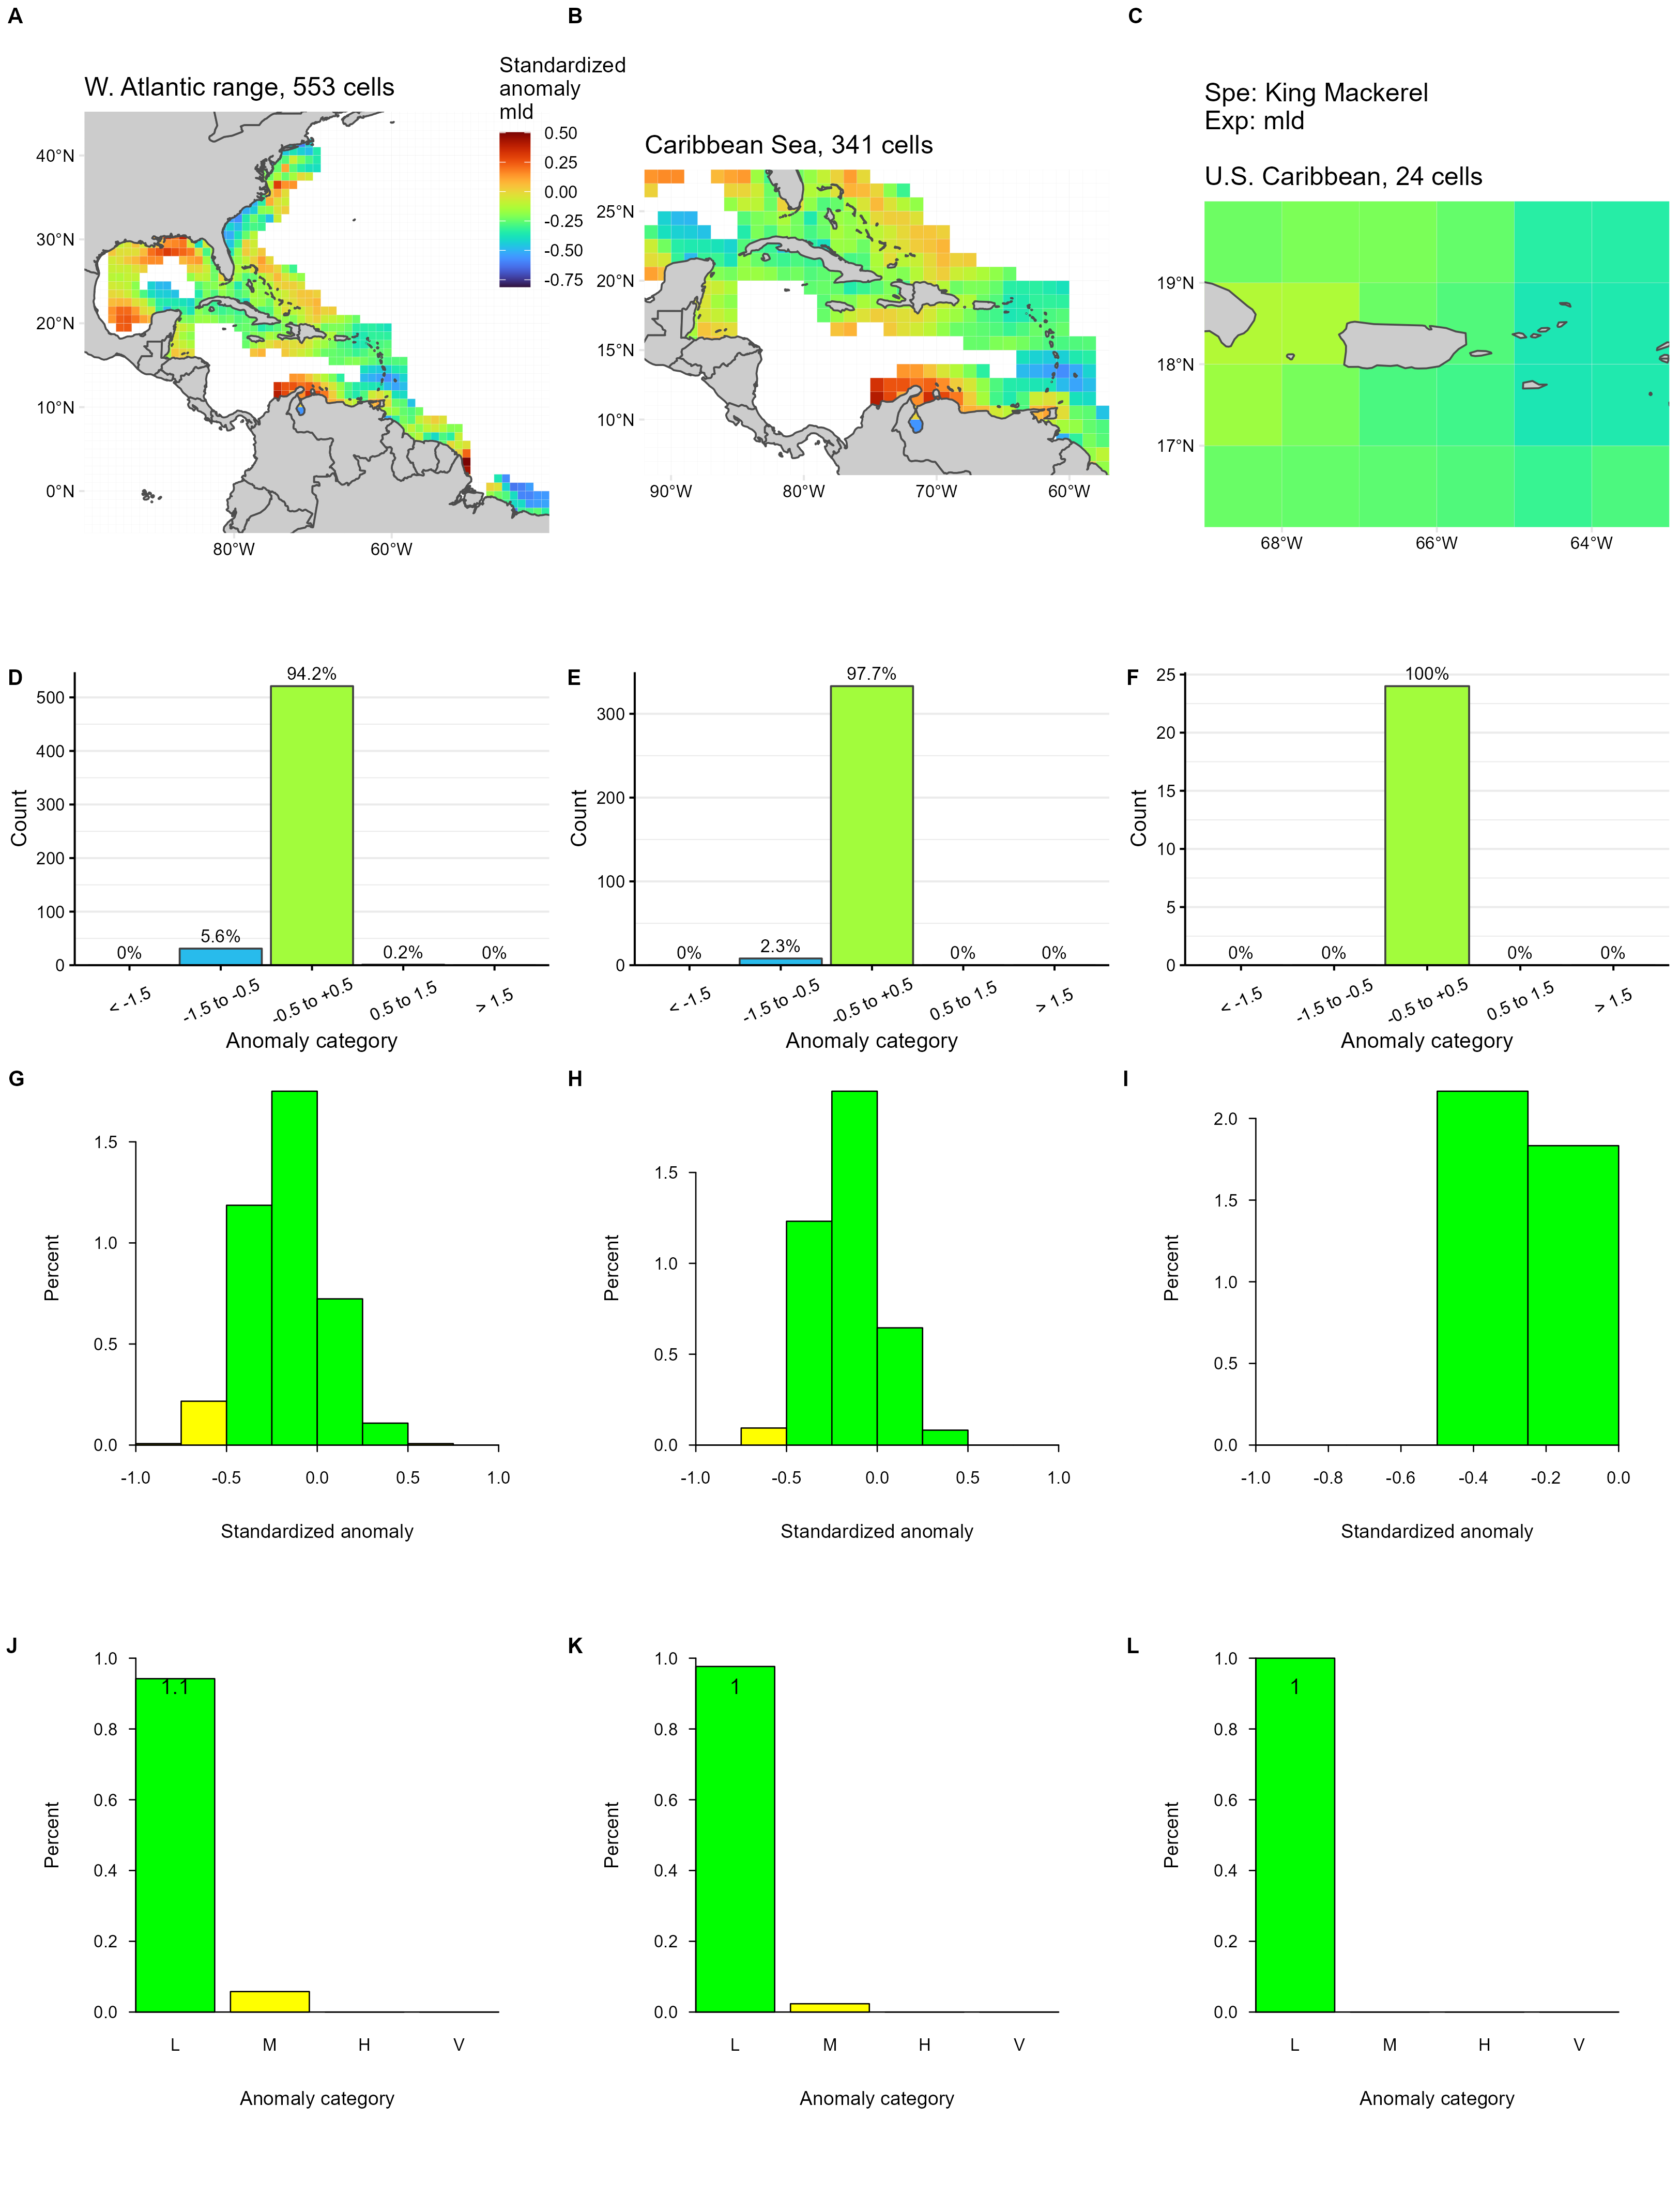 A
B
C
W. Atlantic range, 553 cells
Standardized
anomaly
mld
0.50
0.25
0.00
-0.25
-0.50
-0.75
40°N
30°N
20°N
10°N
0°N
80°W
60°W
Caribbean Sea, 341 cells
25°N
20°N
15°N
10°N
90°W
80°W
70°W
60°W
Spe: King Mackerel
Exp: mld
U.S. Caribbean, 24 cells
19°N
18°N
17°N
68°W
66°W
64°W
D
Count
500
400
300
200
100
0
0%
5.6%
94.2%
0.2%
0%
< -1.5
-1.5 to -0.5
-0.5 to +0.5
0.5 to 1.5
> 1.5
Anomaly category
E
Count
300
200
100
0
0%
2.3%
97.7%
0%
0%
< -1.5
-1.5 to -0.5
-0.5 to +0.5
0.5 to 1.5
> 1.5
Anomaly category
F
Count
25
20
15
10
5
0
0%
0%
100%
0%
0%
< -1.5
-1.5 to -0.5
-0.5 to +0.5
0.5 to 1.5
> 1.5
Anomaly category
G
Percent
1.5
1.0
0.5
0.0
-1.0
-0.5
0.0
0.5
1.0
Standardized anomaly
H
Percent
1.5
1.0
0.5
0.0
-1.0
-0.5
0.0
0.5
1.0
Standardized anomaly
I
Percent
2.0
1.5
1.0
0.5
0.0
-1.0
-0.8
-0.6
-0.4
-0.2
0.0
Standardized anomaly
J
Percent
1.0
0.8
0.6
0.4
0.2
0.0
1.1
L
M
H
V
Anomaly category
K
Percent
1.0
0.8
0.6
0.4
0.2
0.0
1
L
M
H
V
Anomaly category
L
Percent
1.0
0.8
0.6
0.4
0.2
0.0
1
L
M
H
V
Anomaly category